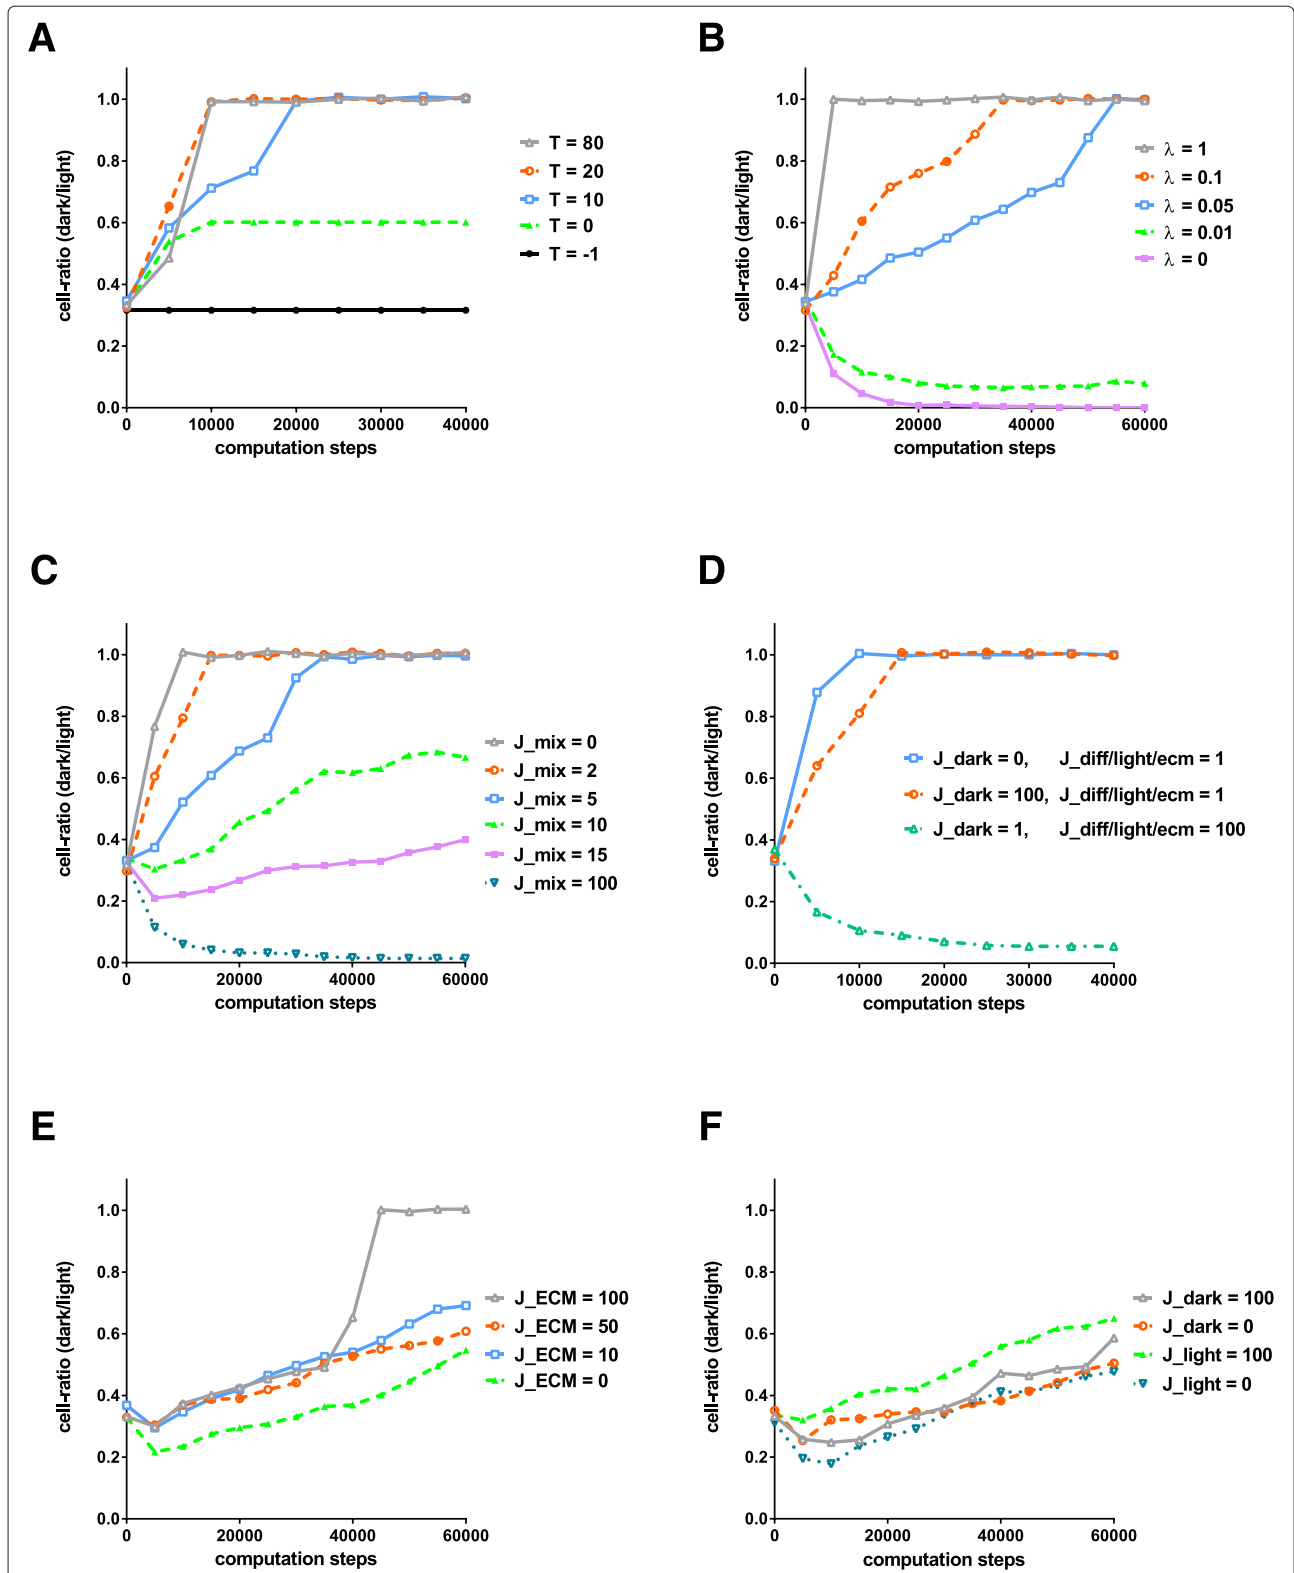 A
1.0
0.8
0.6
0.4
0.2
0.0
cell-ratio (dark/light)
0 10000 20000 30000 40000
computation steps
T = 80
T = 20
T = 10
T = 0
T = -1
B
1.0
0.8
0.6
0.4
0.2
0.0
cell-ratio (dark/light)
0 20000 40000 60000
computation steps
λ = 1
λ = 0.1
λ = 0.05
λ = 0.01
λ = 0
C
1.0
0.8
0.6
0.4
0.2
0.0
cell-ratio (dark/light)
0 20000 40000 60000
computation steps
J_mix = 0
J_mix = 2
J_mix = 5
J_mix = 10
J_mix = 15
J_mix = 100
D
1.0
0.8
0.6
0.4
0.2
0.0
cell-ratio (dark/light)
0 10000 20000 30000 40000
computation steps
J_dark = 0, J_diff/light/ecm = 1
J_dark = 100, J_diff/light/ecm = 1
J_dark = 1, J_diff/light/ecm = 100
E
1.0
0.8
0.6
0.4
0.2
0.0
cell-ratio (dark/light)
0 20000 40000 60000
computation steps
J_ECM = 100
J_ECM = 50
J_ECM = 10
J_ECM = 0
F
1.0
0.8
0.6
0.4
0.2
0.0
cell-ratio (dark/light)
0 20000 40000 60000
computation steps
J_dark = 100
J_dark = 0
J_light = 100
J_light = 0